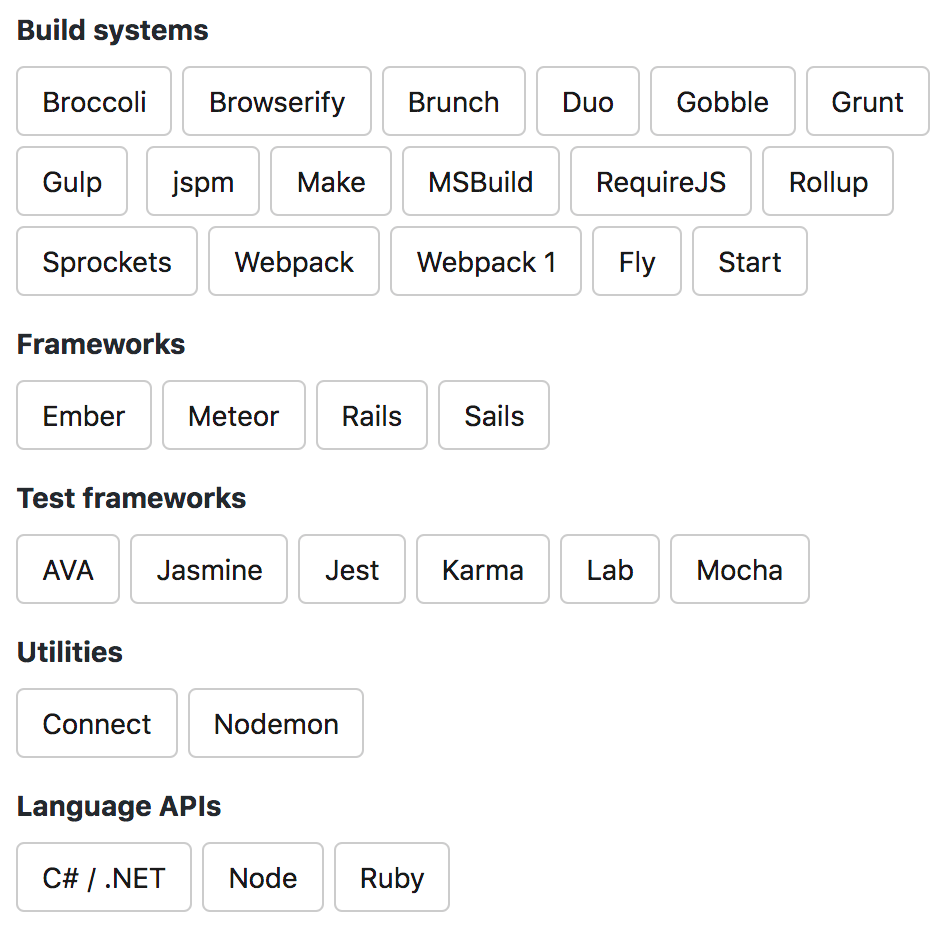 Build systems
Broccoli Browserify Brunch Duo Gobble Grunt
Gulp jspm Make MSBuild RequireJS Rollup
Sprockets Webpack Webpack 1 Fly Start
Frameworks
Ember Meteor Rails Sails
Test frameworks
AVA Jasmine Jest Karma Lab Mocha
Utilities
Connect Nodemon
Language APIs
C# / .NET Node Ruby